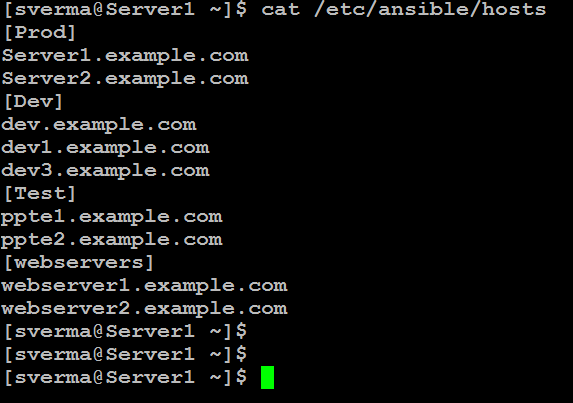 [sverma@Server1 ~]$ cat /etc/ansible/hosts
[Prod]
Server1.example.com
Server2.example.com
[Dev]
dev.example.com
dev1.example.com
dev3.example.com
[Test]
ppte1.example.com
ppte2.example.com
[webservers]
webserver1.example.com
webserver2.example.com
[sverma@Server1 ~]$
[sverma@Server1 ~]$
[sverma@Server1 ~]$